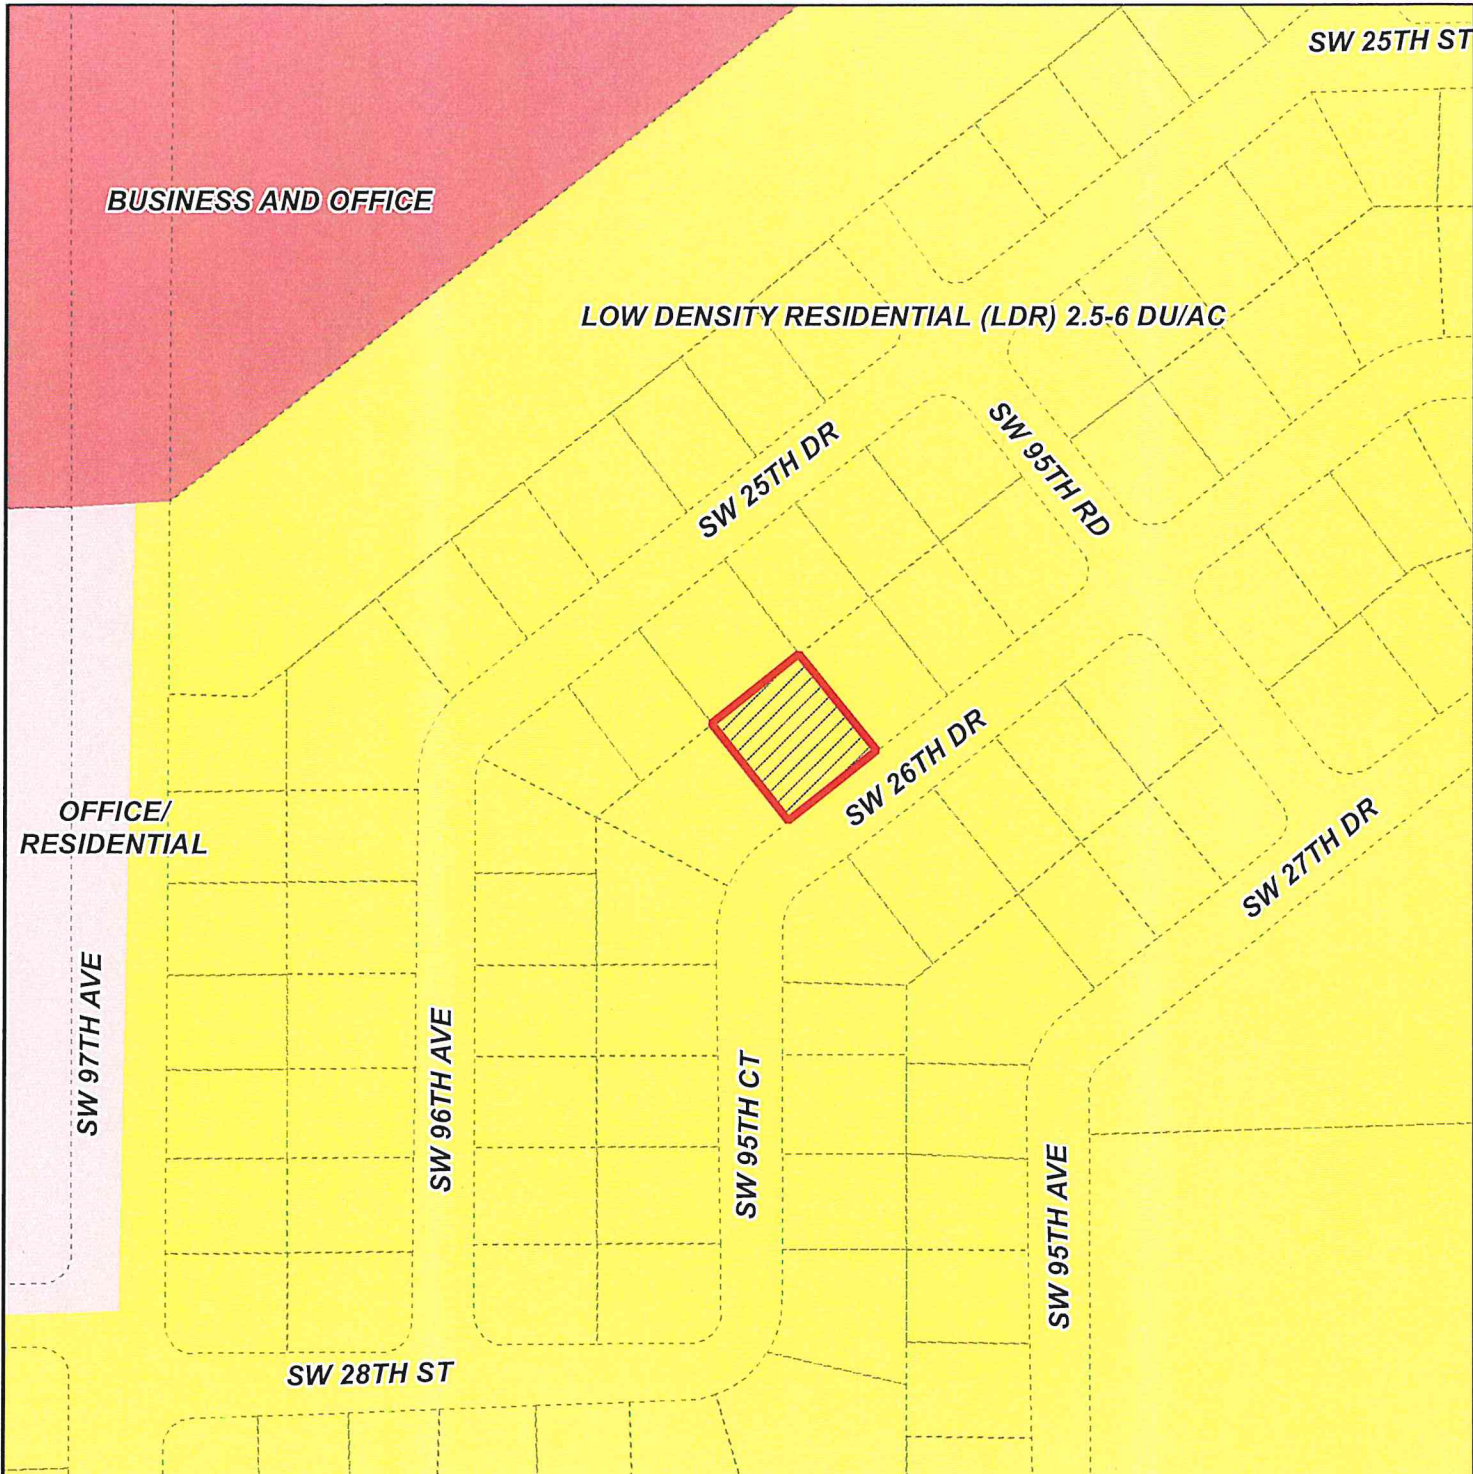 SW 25TH ST
BUSINESS AND OFFICE
LOW DENSITY RESIDENTIAL (LDR) 2.5-6 DU/AC
SW 25TH DR
SW 95TH RD
SW 26TH DR
OFFICE/
RESIDENTIAL
SW 27TH DR
SW 97TH AVE
SW 96TH AVE
SW 95TH CT
SW 95TH AVE
SW 28TH ST